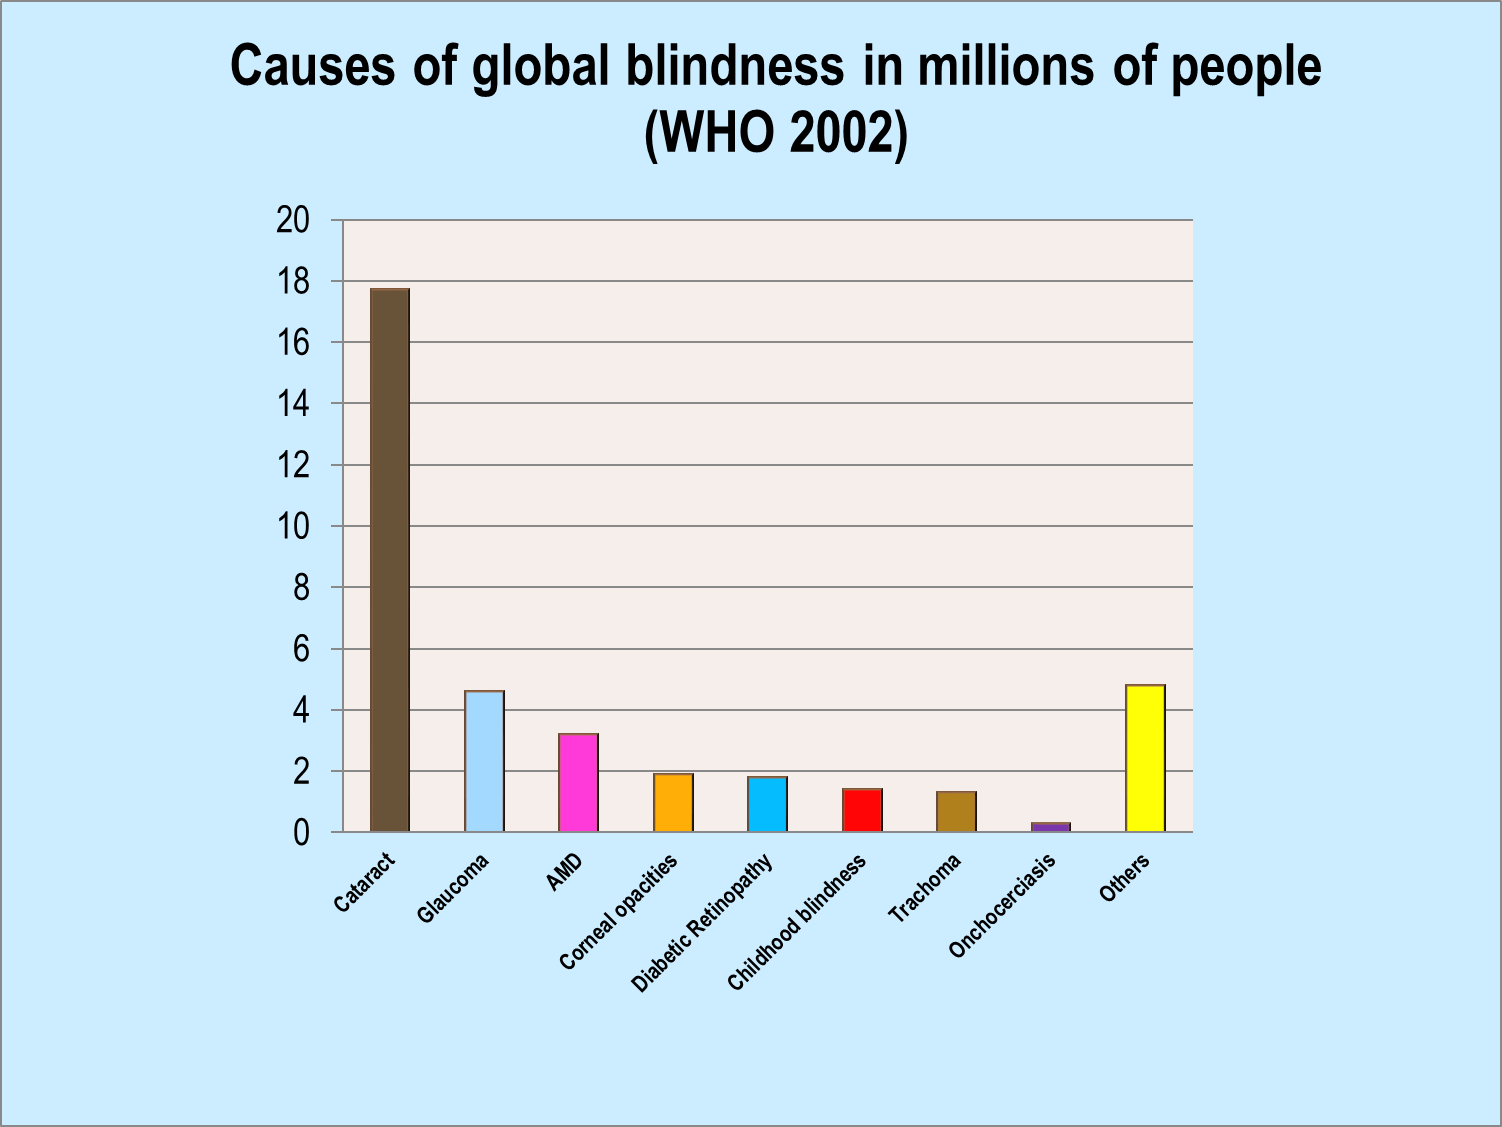 Causes of global blindness in millions of people
(WHO 2002)
20
18
16
14
12
10
8
6
4
2
0
Cataract
Glaucoma
AMD
Corneal opacities
Diabetic Retinopathy
Childhood blindness
Trachoma
Onchocerciasis
Others